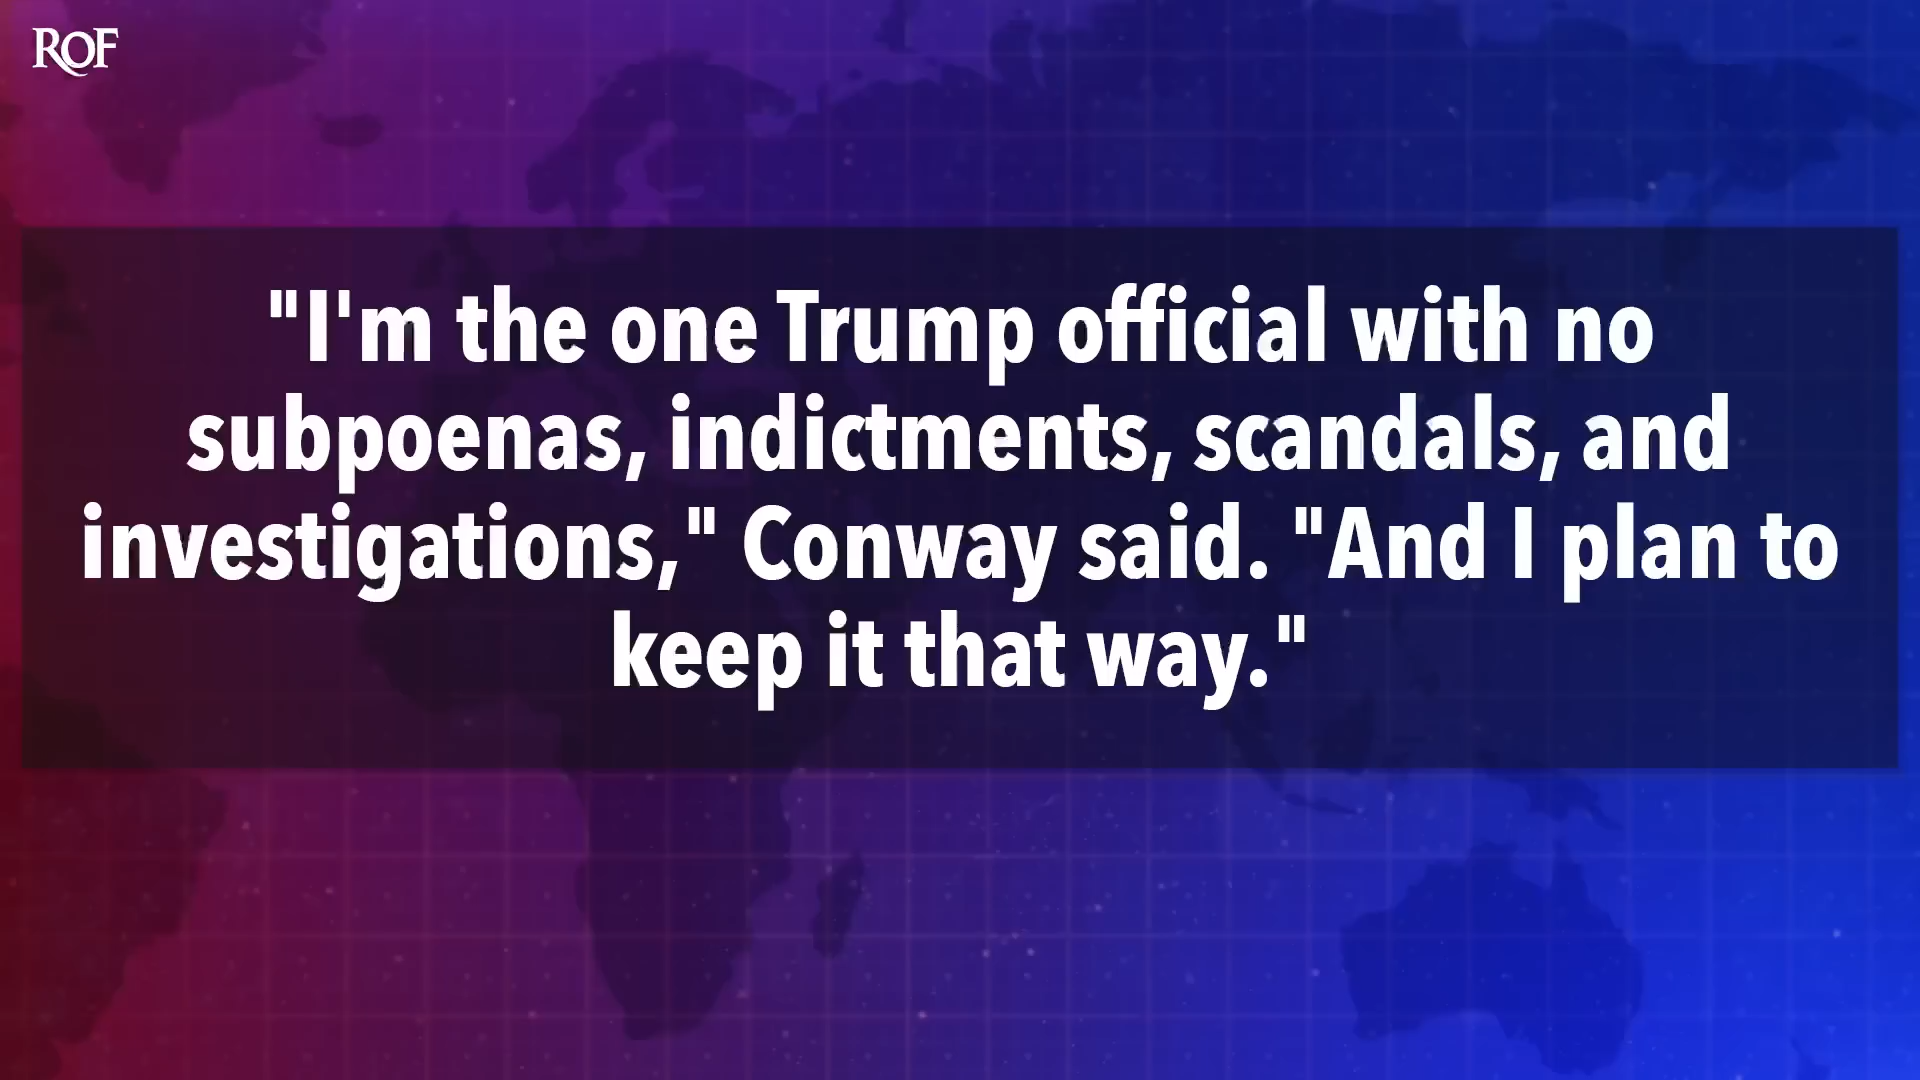 ROF
"I'm the one Trump official with no
subpoenas, indictments, scandals, and
investigations," Conway said. "And I plan to
keep it that way."